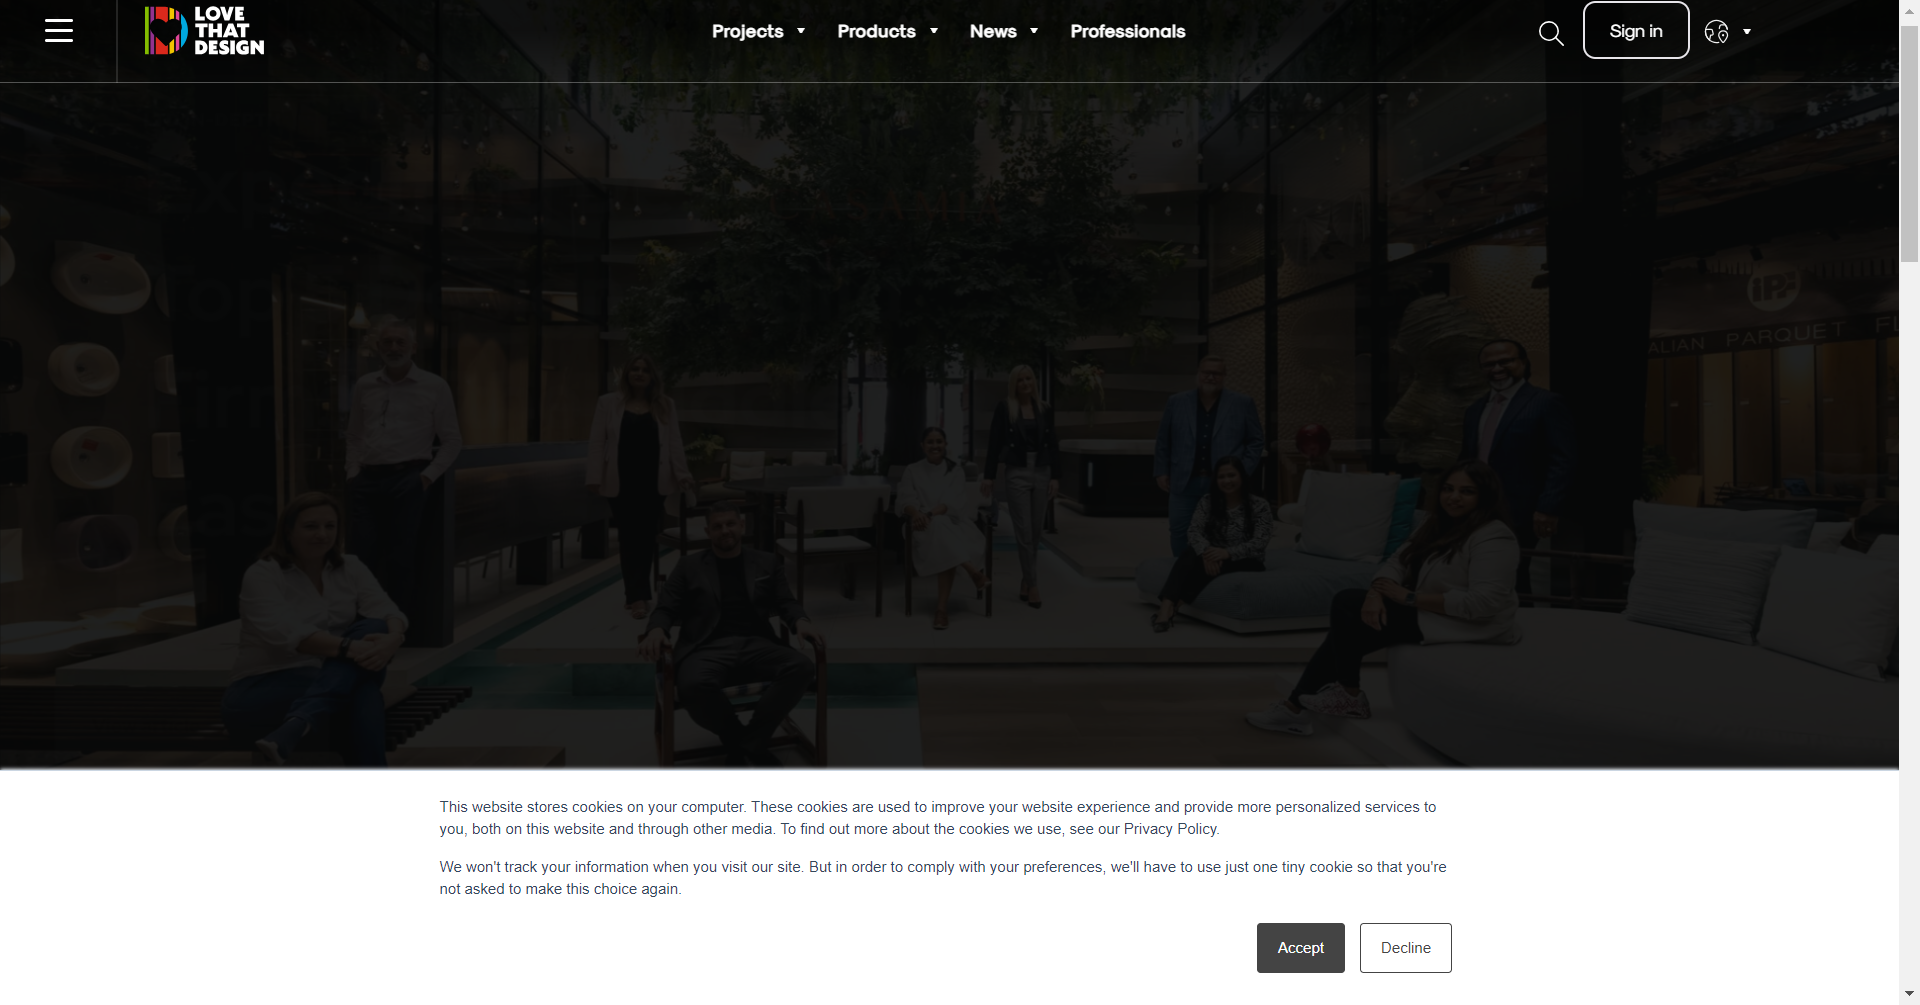 LOVE
THAT
DESIGN
Projects
Products
News
Professionals
Sign in
iPF
ALIAN PARQUET FL
This website stores cookies on your computer. These cookies are used to improve your website experience and provide more personalized services to
you, both on this website and through other media. To find out more about the cookies we use, see our Privacy Policy.
We won't track your information when you visit our site. But in order to comply with your preferences, we'll have to use just one tiny cookie so that you're
not asked to make this choice again.
Accept
Decline